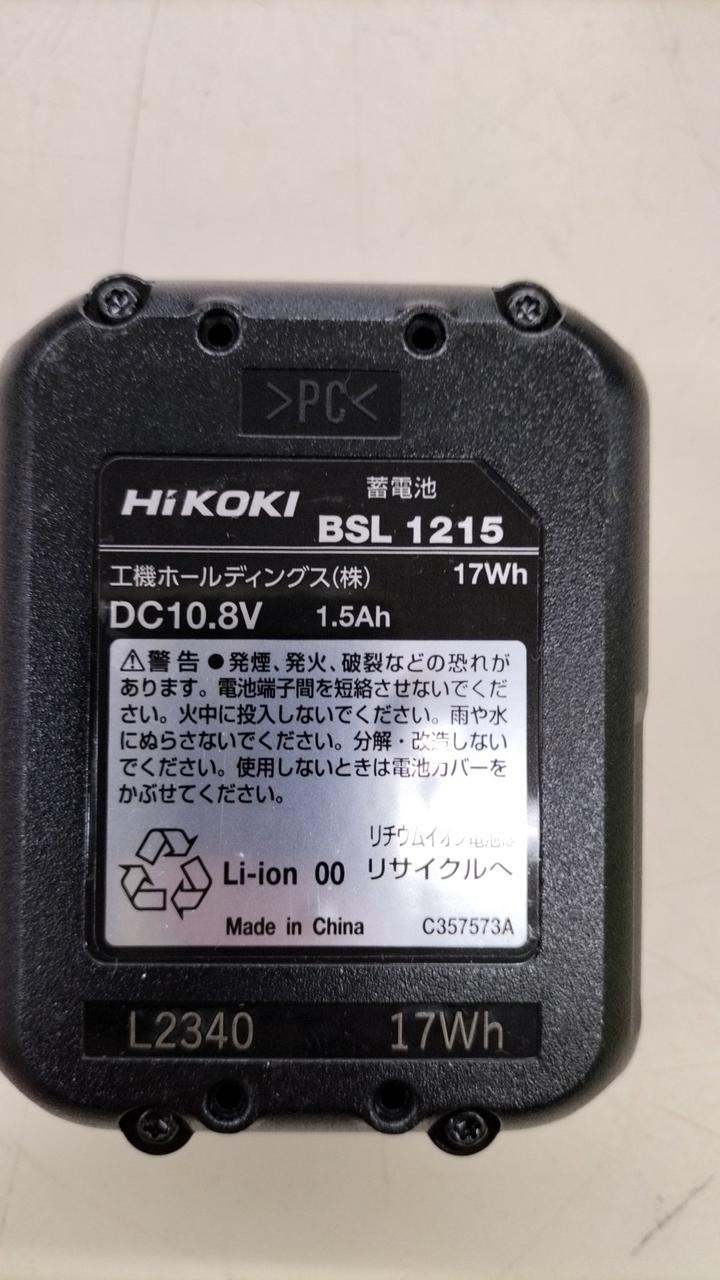 >PC<
HiKOKI
蓄電池
BSL 1215
工機ホールディングス(株)
17Wh
DC10.8V 1.5Ah
⚠警告●発煙、発火、破裂などの恐れが
あります。電池端子間を短絡させないでくだ
さい。火中に投入しないでください。雨や水
にぬらさないでください。分解・改造しない
でください。使用しないときは電池カバーを
かぶせてください。
リチウムイオン電池は
Li-ion 00 リサイクルへ
Made in China C357573A
L2340 17Wh